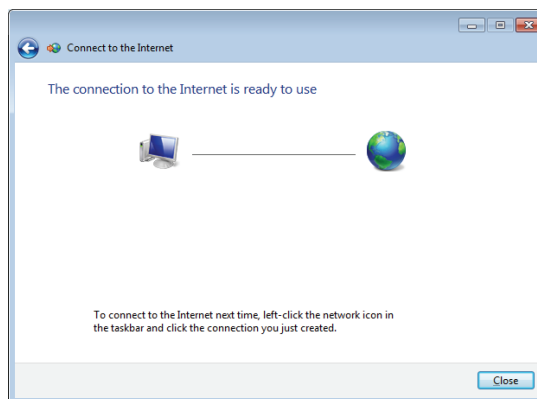 Connect to the Internet
The connection to the Internet is ready to use
To connect to the Internet next time, left-click the network icon in
the taskbar and click the connection you just created.
Close